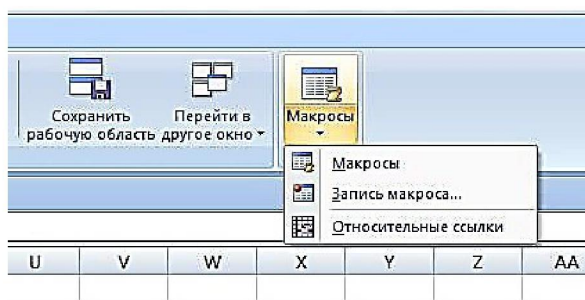 Сохранить
рабочую область
Перейти в
другое окно
Макросы
Макросы
Запись макроса...
Относительные ссылки
U V W X Y Z AA